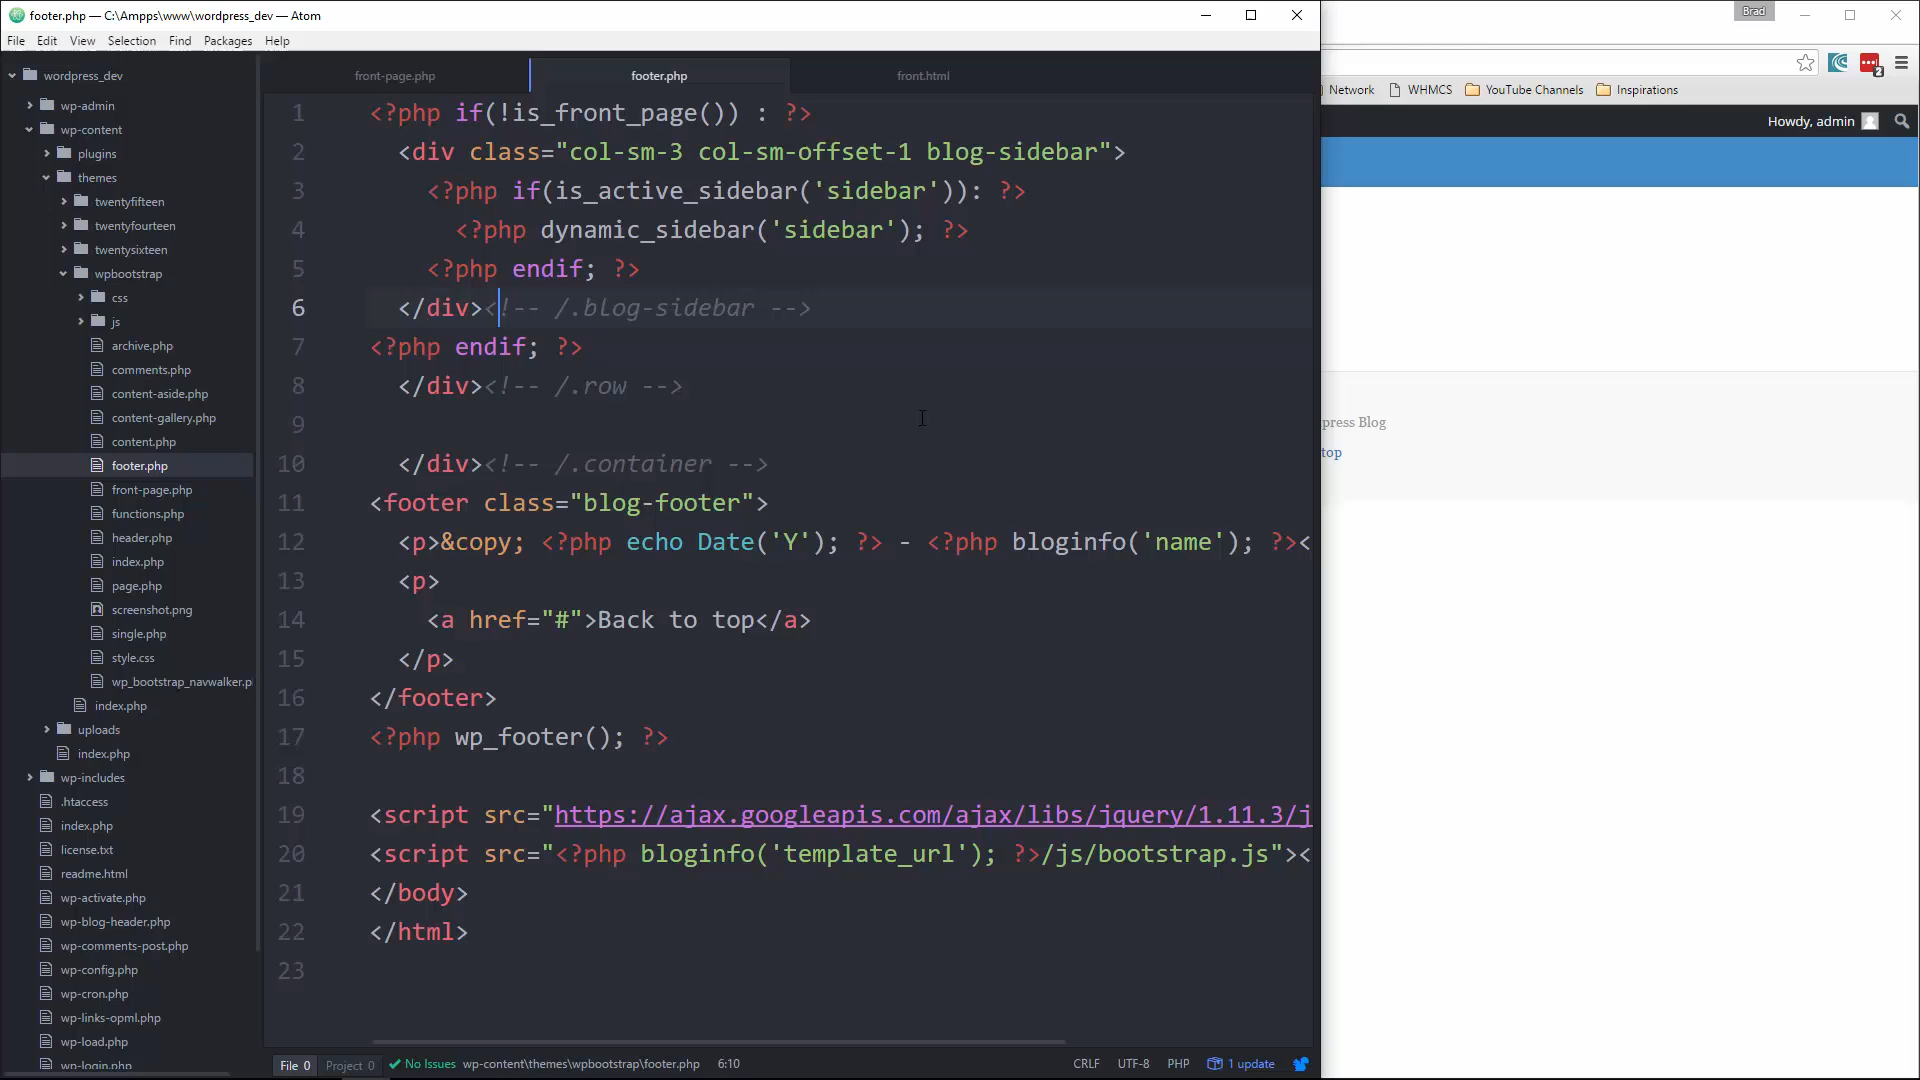 footer.php — C:\Ampps\www\wordpress_dev — Atom
Brad
File Edit View Selection Find Packages Help
wordpress_dev
wp-admin
wp-content
plugins
themes
twentyfifteen
twentyfourteen
twentysixteen
wpbootstrap
css
js
archive.php
comments.php
content-aside.php
content-gallery.php
content.php
footer.php
front-page.php
functions.php
header.php
index.php
page.php
screenshot.png
single.php
style.css
wp_bootstrap_navwalker.p
index.php
uploads
index.php
wp-includes
.htaccess
index.php
license.txt
readme.html
wp-activate.php
wp-blog-header.php
wp-comments-post.php
wp-config.php
wp-cron.php
wp-links-opml.php
wp-load.php
wp-login.php
front-page.php footer.php front.html
1 <?php if(!is_front_page()) : ?>
2 <div class="col-sm-3 col-sm-offset-1 blog-sidebar">
3 <?php if(is_active_sidebar('sidebar')): ?>
4 <?php dynamic_sidebar('sidebar'); ?>
5 <?php endif; ?>
6 </div><!-- /.blog-sidebar -->
7 <?php endif; ?>
8 </div><!-- /.row -->
9
10 </div><!-- /.container -->
11 <footer class="blog-footer">
12 <p>&copy; <?php echo Date('Y'); ?> - <?php bloginfo('name'); ?><
13 <p>
14 <a href="#">Back to top</a>
15 </p>
16 </footer>
17 <?php wp_footer(); ?>
18
19 <script src="https://ajax.googleapis.com/ajax/libs/jquery/1.11.3/j
20 <script src="<?php bloginfo('template_url'); ?>/js/bootstrap.js"><
21 </body>
22 </html>
23
File 0 Project 0 No Issues wp-content\themes\wpbootstrap\footer.php 6:10 CRLF UTF-8 PHP 1 update
2
Network WHMCS YouTube Channels Inspirations
Howdy, admin
press Blog
top